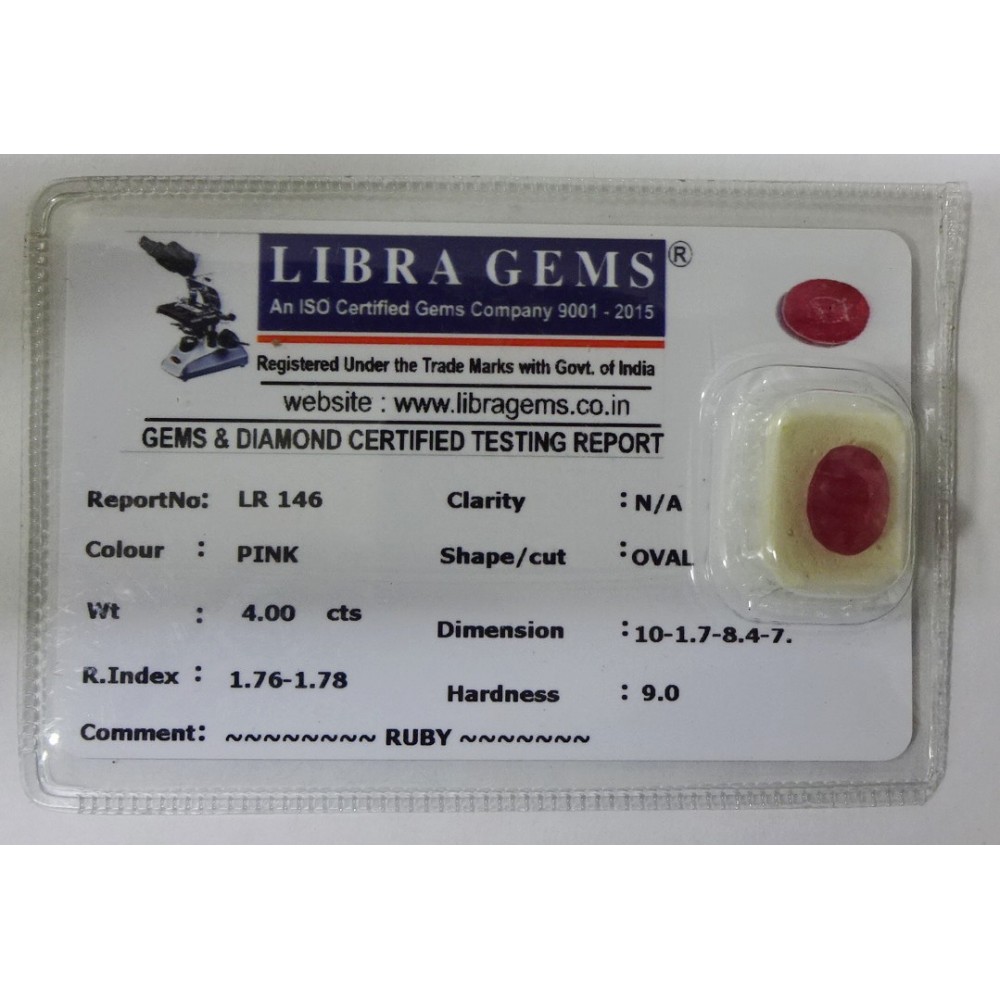 LIBRA GEMS ®
An ISO Certified Gems Company 9001 - 2015
Registered Under the Trade Marks with Govt. of India
website : www.libragems.co.in
GEMS & DIAMOND CERTIFIED TESTING REPORT
ReportNo: LR 146 Clarity : N/A
Colour : PINK Shape/cut : OVAL
Wt : 4.00 cts Dimension : 10-1.7-8.4-7.
R.Index : 1.76-1.78 Hardness : 9.0
Comment: ~~~~~~~~ RUBY ~~~~~~~